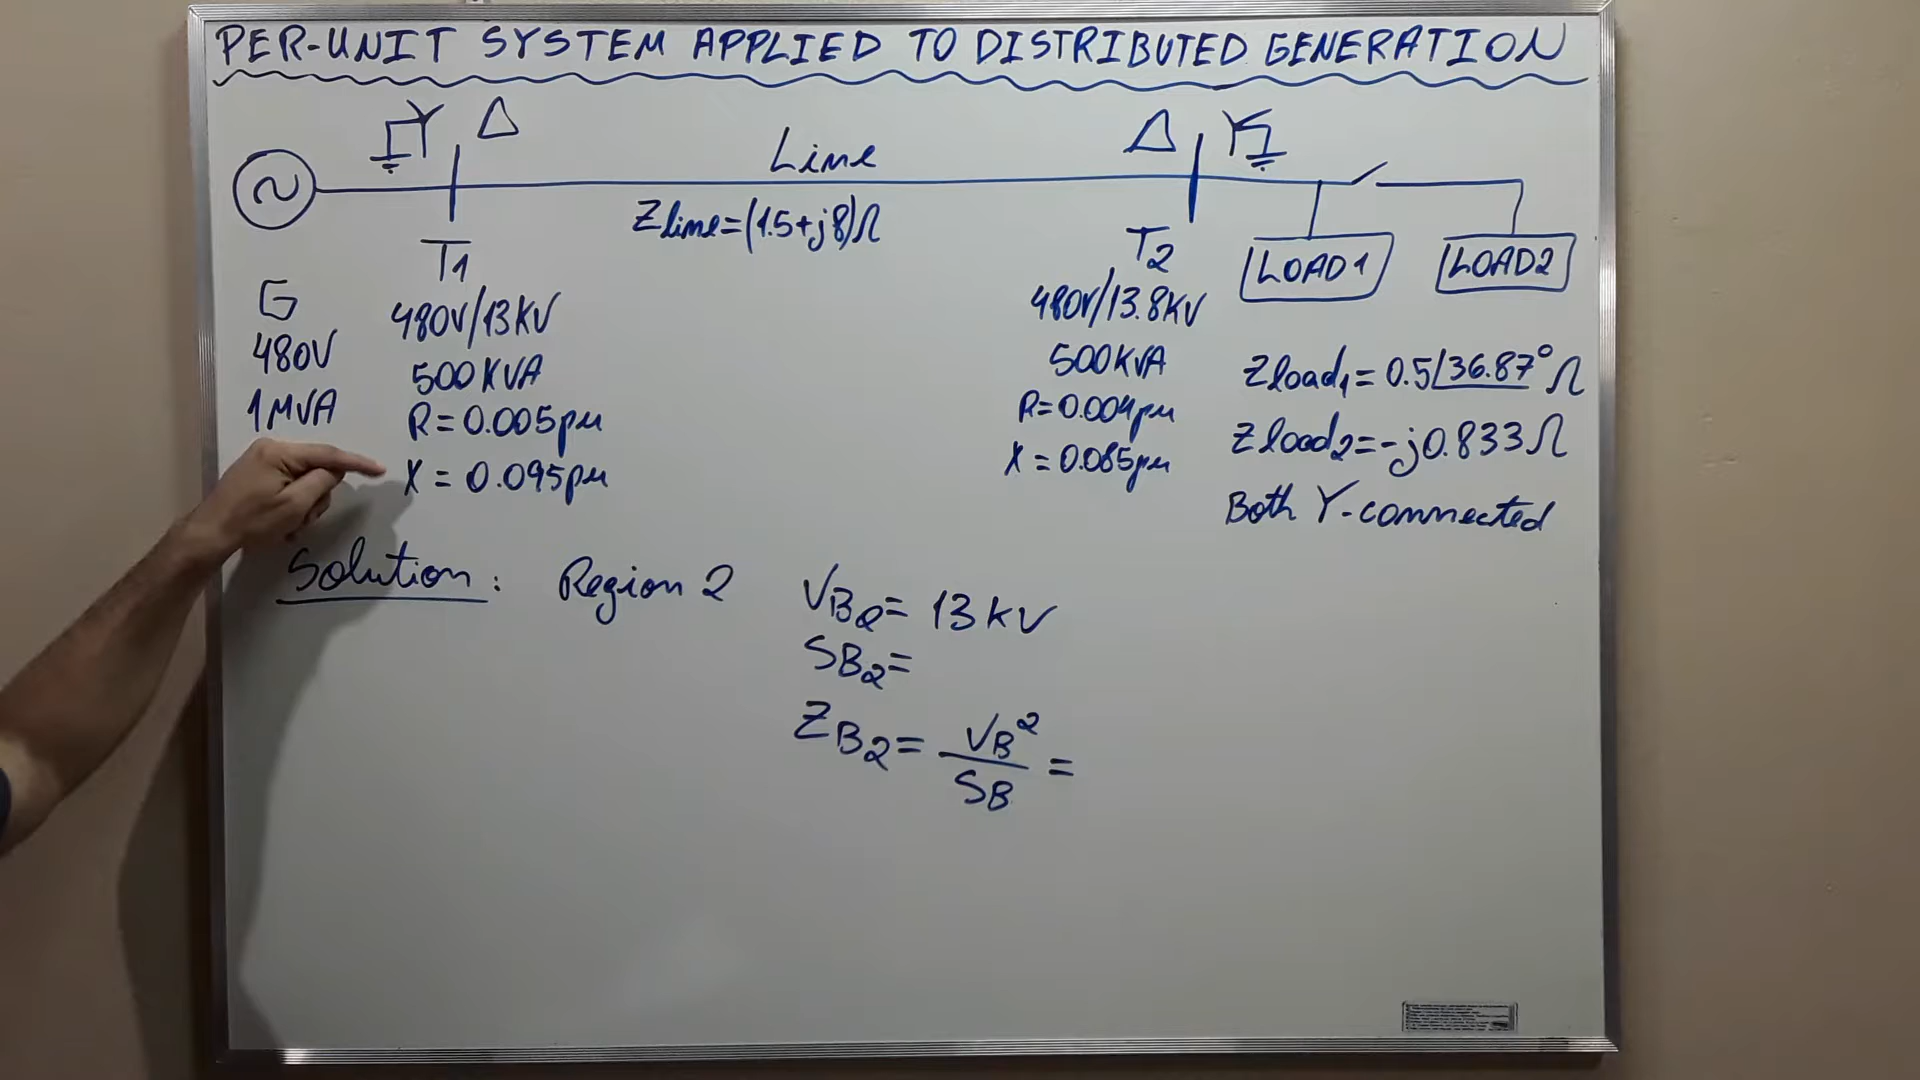 PER-UNIT SYSTEM APPLIED TO DISTRIBUTED GENERATION
Y Δ
Line
Δ Y
Zline=(1.5+j8)Ω
T1
T2
LOAD1
LOAD2
G
480V
1MVA
480V/13KV
500KVA
R=0.005pu
X=0.095pu
480V/13.8KV
500KVA
R=0.004pu
X=0.085pu
Zload1=0.5∠36.87°Ω
Zload2=-j0.833Ω
Both Y-connected
Solution: Region 2
VB2=13KV
SB2=
ZB2=VB²/SB=